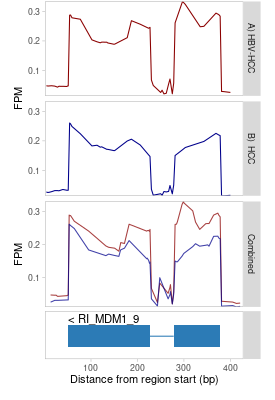 FPM
0.3
0.2
0.1
A) HBV-HCC
0.3
0.2
0.1
B) HCC
FPM
0.3
0.2
0.1
Combined
< RI_MDM1_9
100 200 300 400
Distance from region start (bp)